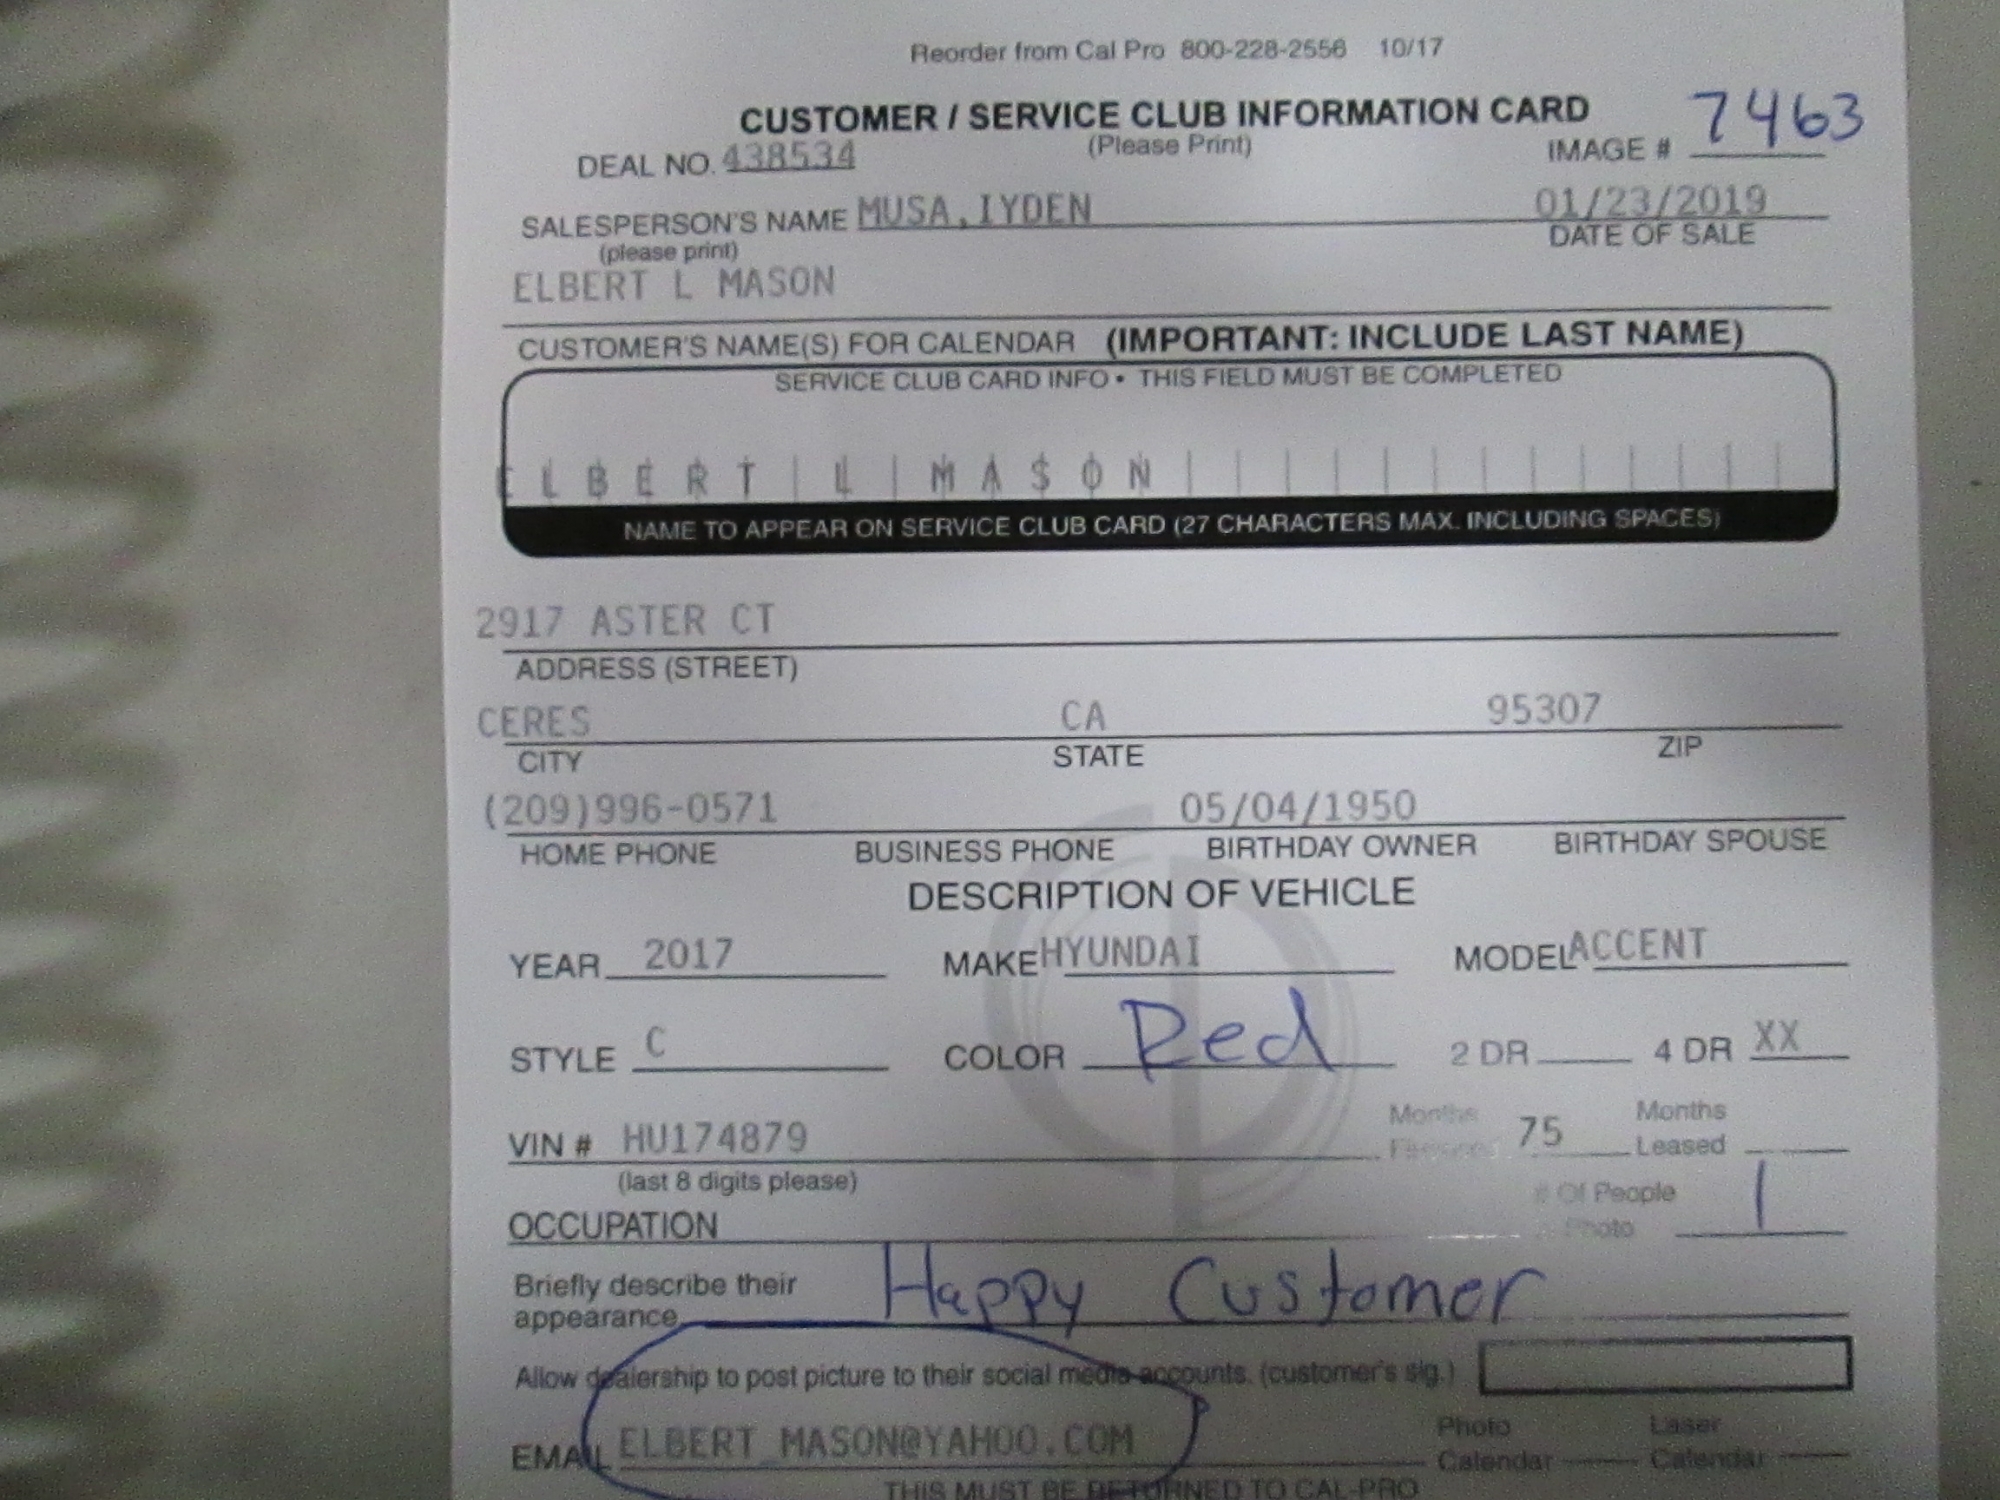 Reorder from Cal Pro 800-228-2556 10/17
CUSTOMER / SERVICE CLUB INFORMATION CARD
(Please Print)
DEAL NO. 438534
IMAGE # 7463
SALESPERSON'S NAME MUSA, IYDEN 01/23/2019
(please print) DATE OF SALE
ELBERT L MASON
CUSTOMER'S NAME(S) FOR CALENDAR (IMPORTANT: INCLUDE LAST NAME)
SERVICE CLUB CARD INFO • THIS FIELD MUST BE COMPLETED
ELBERT L MASON
NAME TO APPEAR ON SERVICE CLUB CARD (27 CHARACTERS MAX. INCLUDING SPACES)
2917 ASTER CT
ADDRESS (STREET)
CERES CA 95307
CITY STATE ZIP
(209)996-0571 05/04/1950
HOME PHONE BUSINESS PHONE BIRTHDAY OWNER BIRTHDAY SPOUSE
DESCRIPTION OF VEHICLE
YEAR 2017 MAKE HYUNDAI MODEL ACCENT
STYLE C COLOR Red 2 DR 4 DR XX
VIN # HU174879 Months 75 Months
Leased
(last 8 digits please)
# Of People 1
Photo
OCCUPATION
Briefly describe their
appearance Happy Customer
Allow dealership to post picture to their social media accounts. (customer's sig.)
EMAIL ELBERT_MASON@YAHOO.COM Photo Laser
Calendar Calendar
THIS MUST BE RETURNED TO CAL-PRO